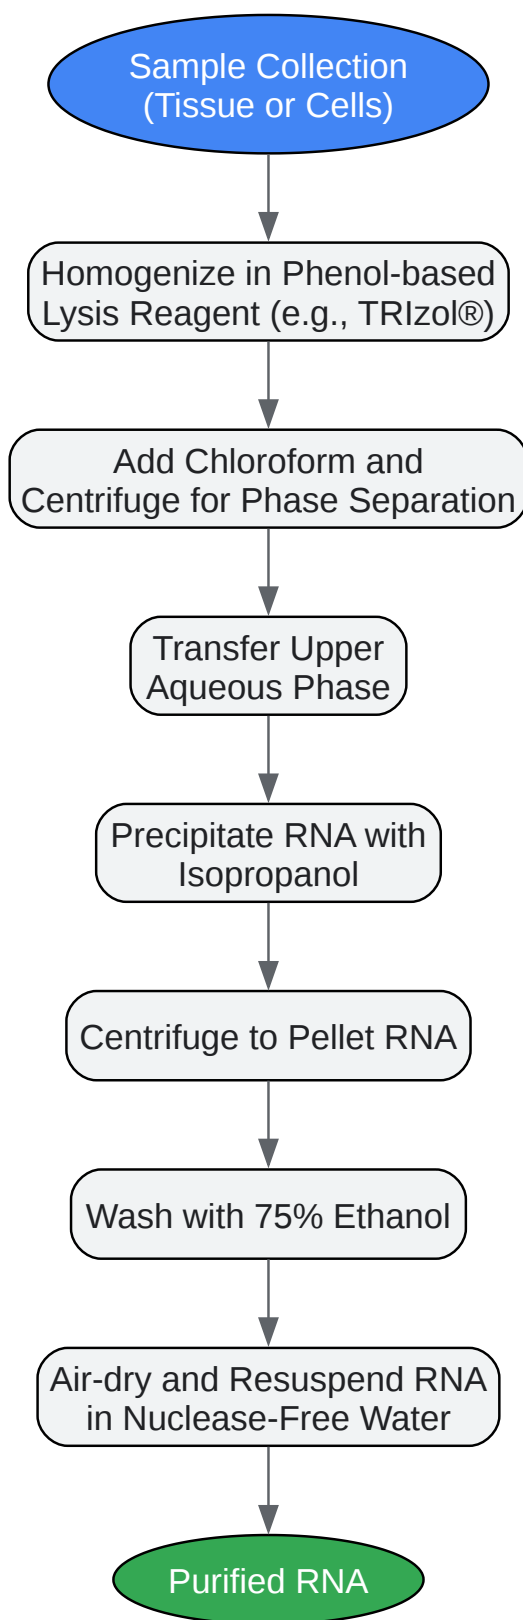 Sample Collection
(Tissue or Cells)
Homogenize in Phenol-based
Lysis Reagent (e.g., TRIzol®)
Add Chloroform and
Centrifuge for Phase Separation
Transfer Upper
Aqueous Phase
Precipitate RNA with
Isopropanol
Centrifuge to Pellet RNA
Wash with 75% Ethanol
Air-dry and Resuspend RNA
in Nuclease-Free Water
Purified RNA